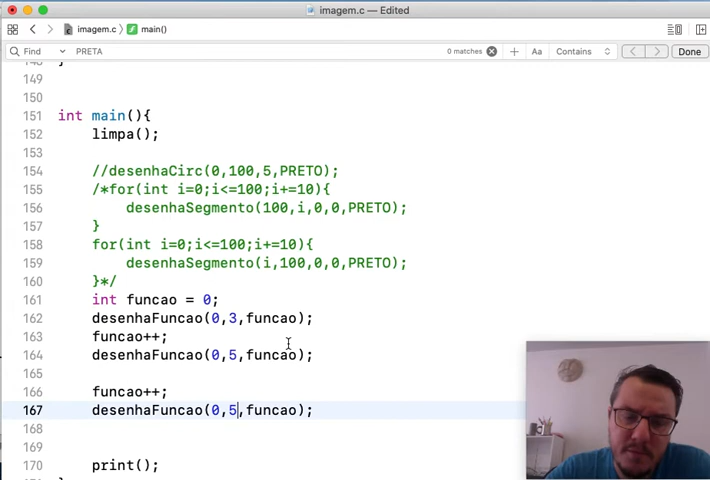 imagem.c — Edited
imagem.c main()
Find PRETA 0 matches Aa Contains Done
149
150
151 int main(){
152 limpa();
153
154 //desenhaCirc(0,100,5,PRETO);
155 /*for(int i=0;i<=100;i+=10){
156 desenhaSegmento(100,i,0,0,PRETO);
157 }
158 for(int i=0;i<=100;i+=10){
159 desenhaSegmento(i,100,0,0,PRETO);
160 }*/
161 int funcao = 0;
162 desenhaFuncao(0,3,funcao);
163 funcao++;
164 desenhaFuncao(0,5,funcao);
165
166 funcao++;
167 desenhaFuncao(0,5,funcao);
168
169
170 print();